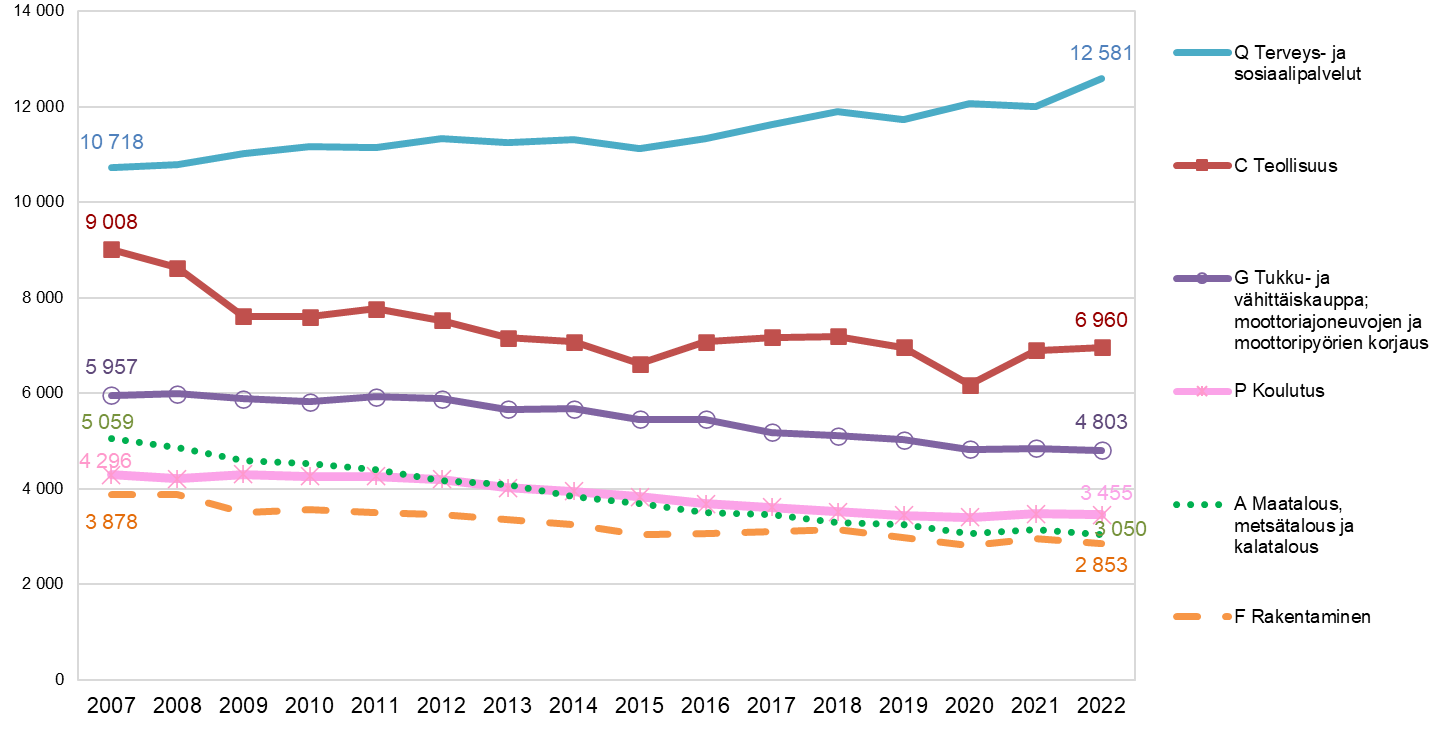 14 000
12 000
10 000
8 000
6 000
4 000
2 000
0
10 718
12 581
9 008
6 960
5 957
4 803
5 059
4 296
3 455
3 050
3 878
2 853
2007 2008 2009 2010 2011 2012 2013 2014 2015 2016 2017 2018 2019 2020 2021 2022
Q Terveys- ja
sosiaalipalvelut
C Teollisuus
G Tukku- ja
vähittäiskauppa;
moottoriajoneuvojen ja
moottoripyörien korjaus
P Koulutus
A Maatalous,
metsätalous ja
kalatalous
F Rakentaminen